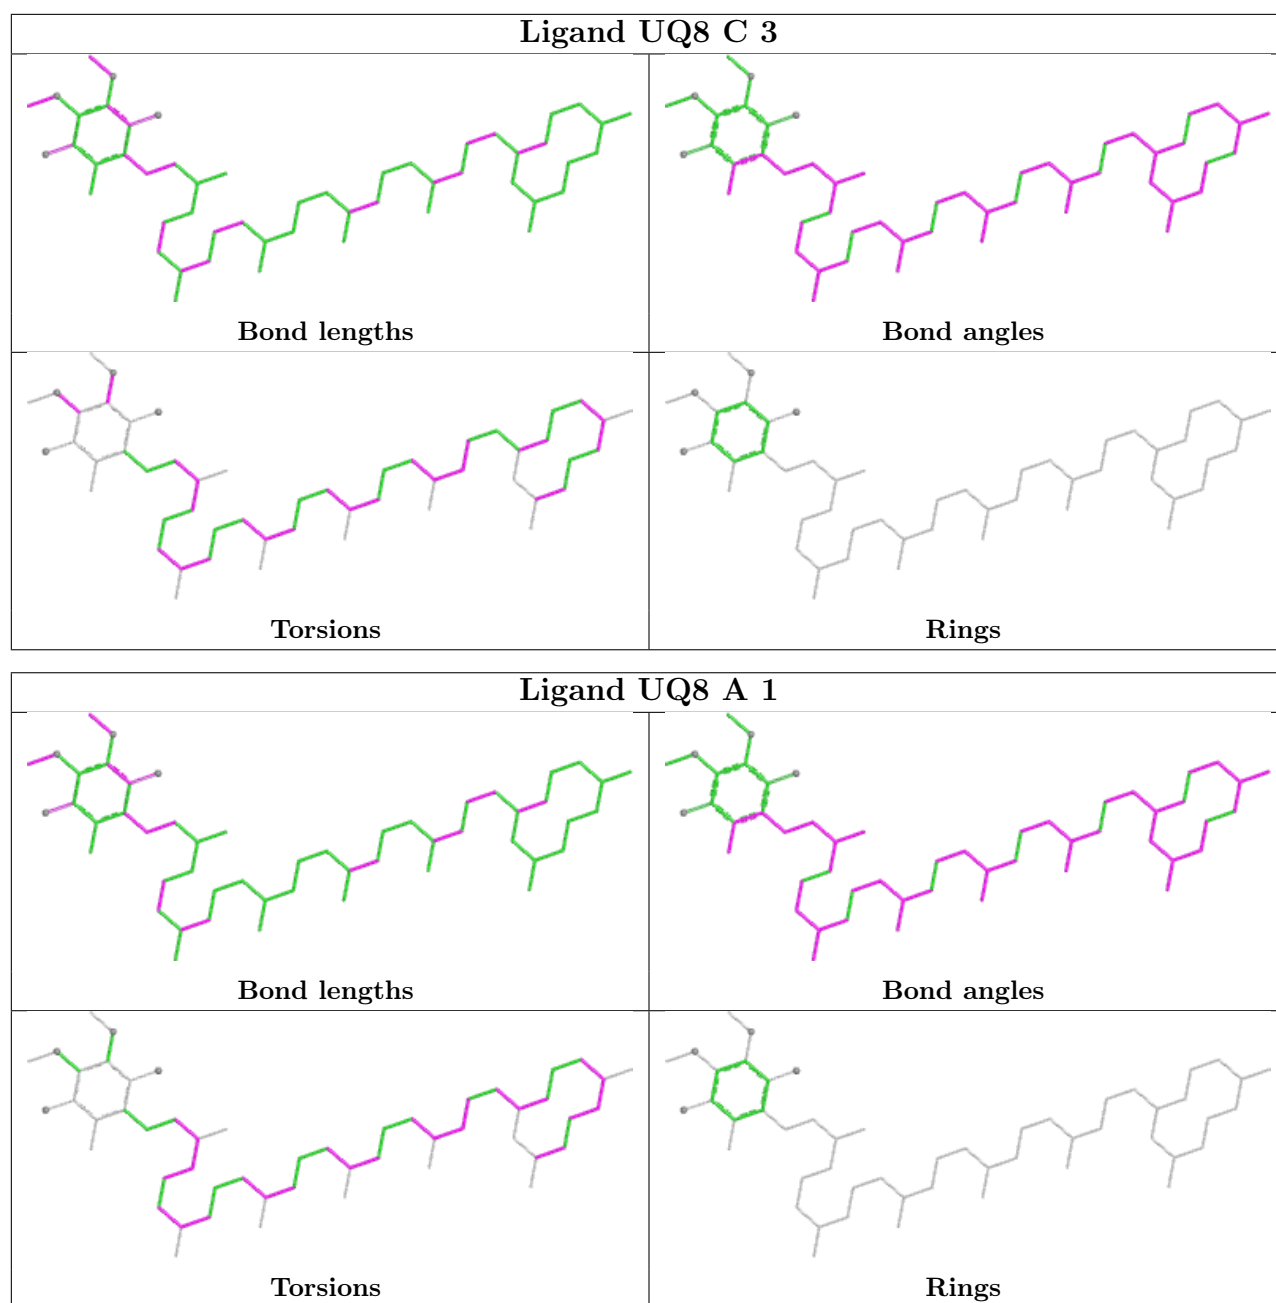 Ligand UQ8 C 3
Bond lengths
Bond angles
Torsions
Rings
Ligand UQ8 A 1
Bond lengths
Bond angles
Torsions
Rings